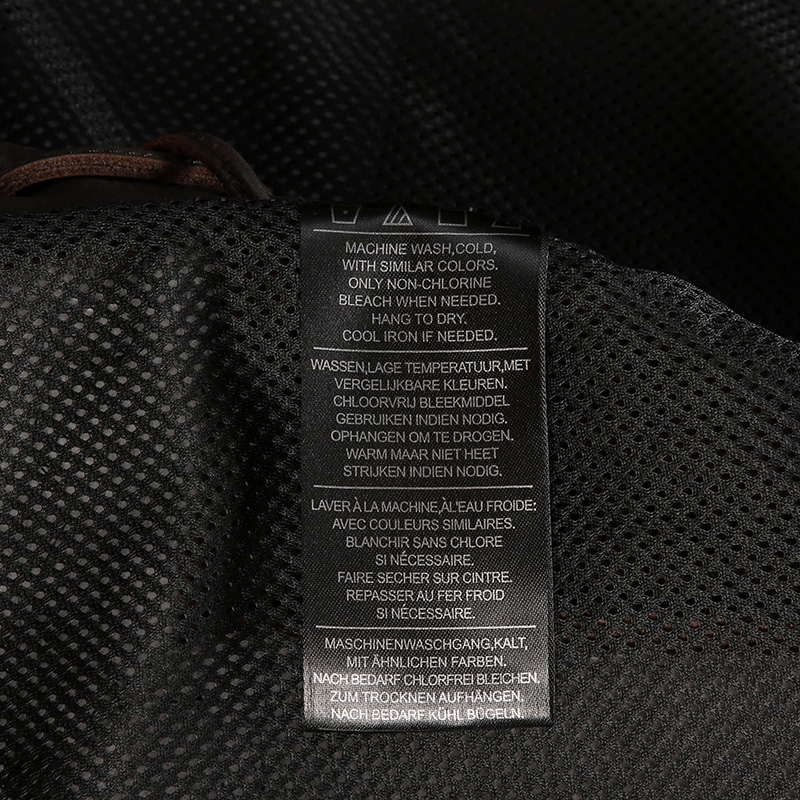 MACHINE WASH,COLD,
WITH SIMILAR COLORS.
ONLY NON-CHLORINE
BLEACH WHEN NEEDED.
HANG TO DRY.
COOL IRON IF NEEDED.
WASSEN,LAGE TEMPERATUUR,MET
VERGELIJKBARE KLEUREN.
CHLOORVRIJ BLEEKMIDDEL
GEBRUIKEN INDIEN NODIG.
OPHANGEN OM TE DROGEN.
WARM MAAR NIET HEET
STRIJKEN INDIEN NODIG.
LAVER À LA MACHINE,ÀL'EAU FROIDE:
AVEC COULEURS SIMILAIRES.
BLANCHIR SANS CHLORE
SI NÉCESSAIRE.
FAIRE SECHER SUR CINTRE.
REPASSER AU FER FROID
SI NÉCESSAIRE.
MASCHINENWASCHGANG,KALT,
MIT ÄHNLICHEN FARBEN.
NACH BEDARF CHLORFREI BLEICHEN.
ZUM TROCKNEN AUFHÄNGEN.
NACH BEDARF KÜHL BÜGELN.